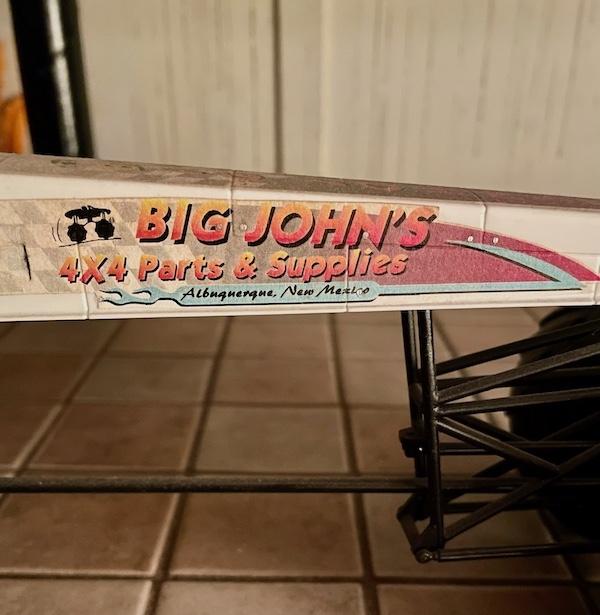 BIG JOHN'S
4X4 Parts & Supplies
Albuquerque, New Mexico